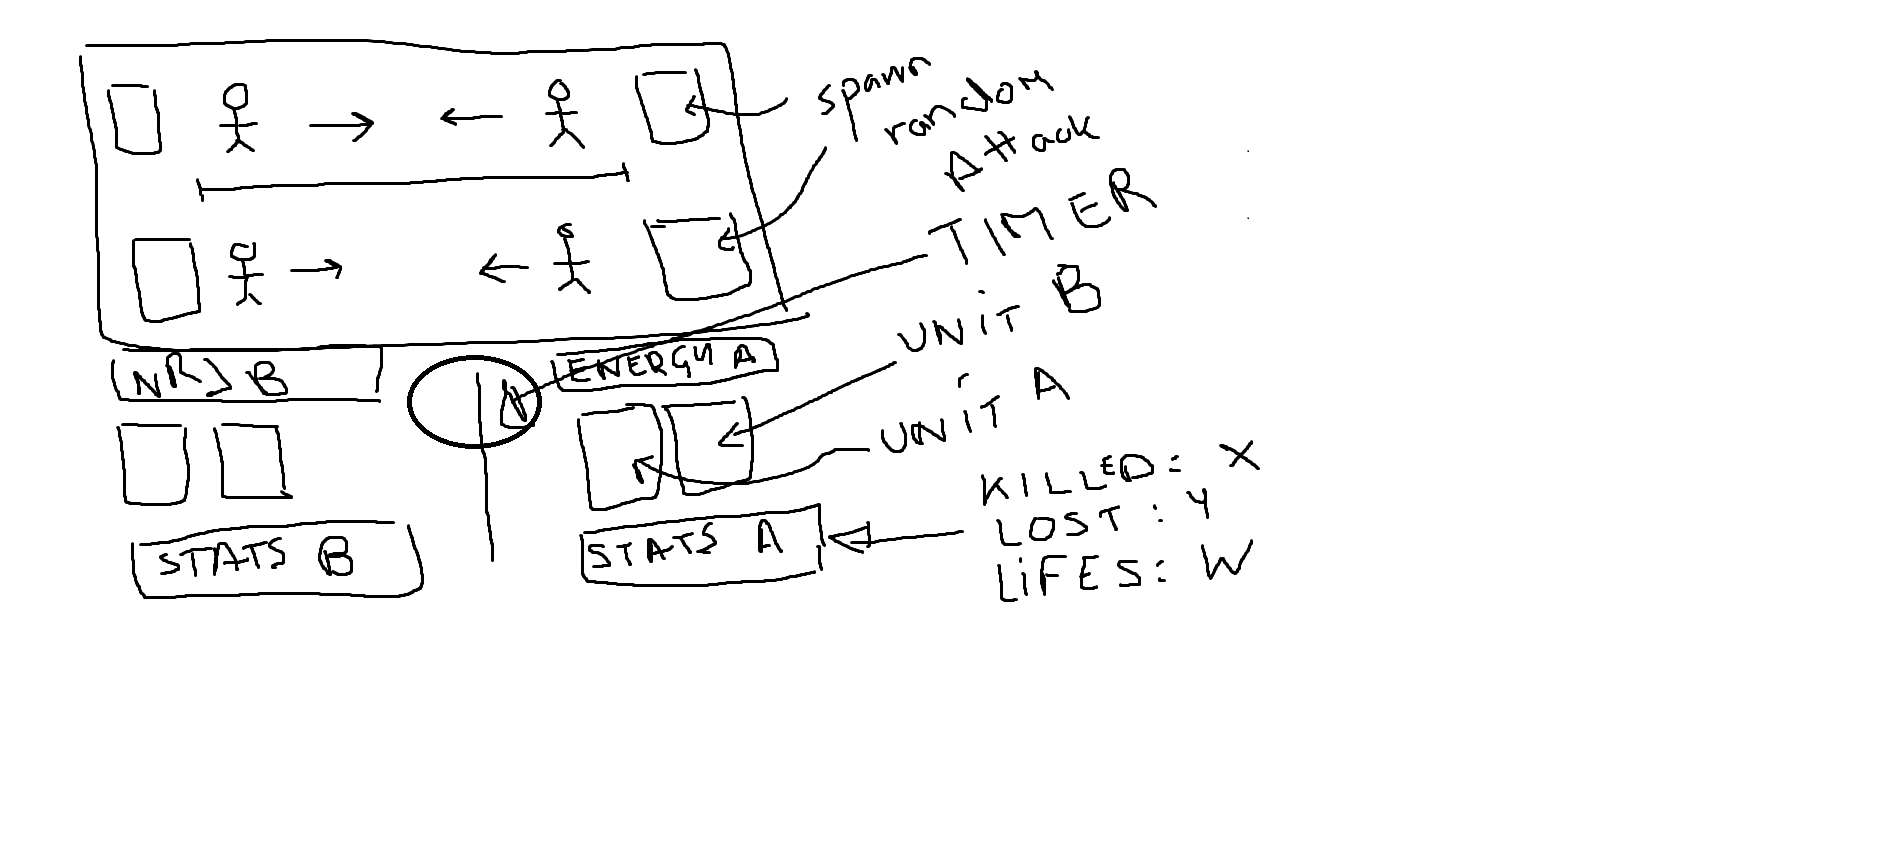 spawn
random
Attack
TIMER
UNiT B
UNiT A
[NR] B
ENERGY A
STATS B
STATS A
KILLED: X
LOST: Y
LiFES: W